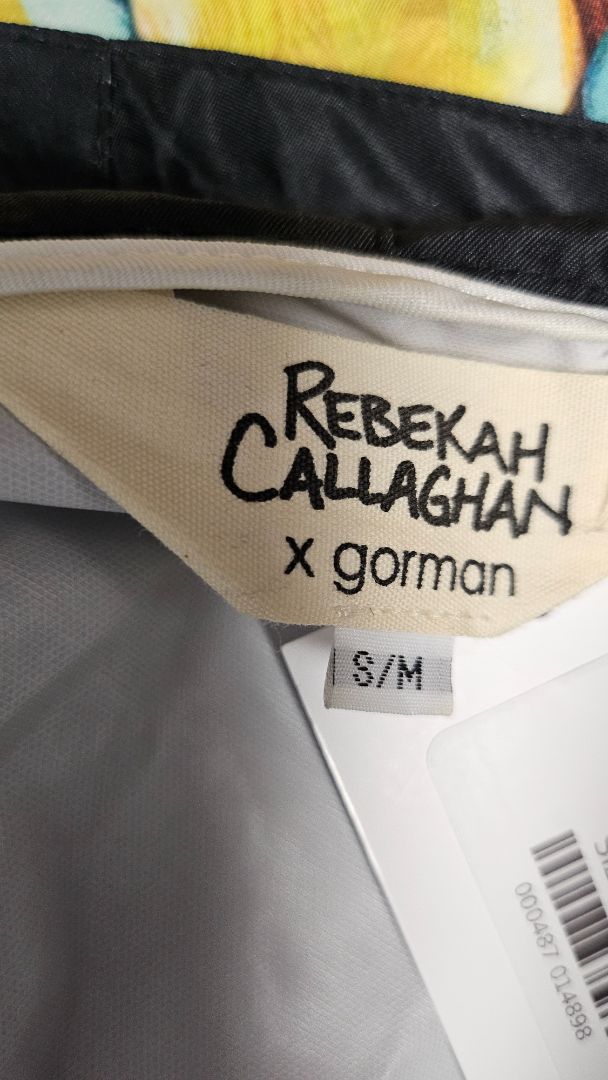 REBEKAH
CALLAGHAN
x gorman
S/M
000487 014898